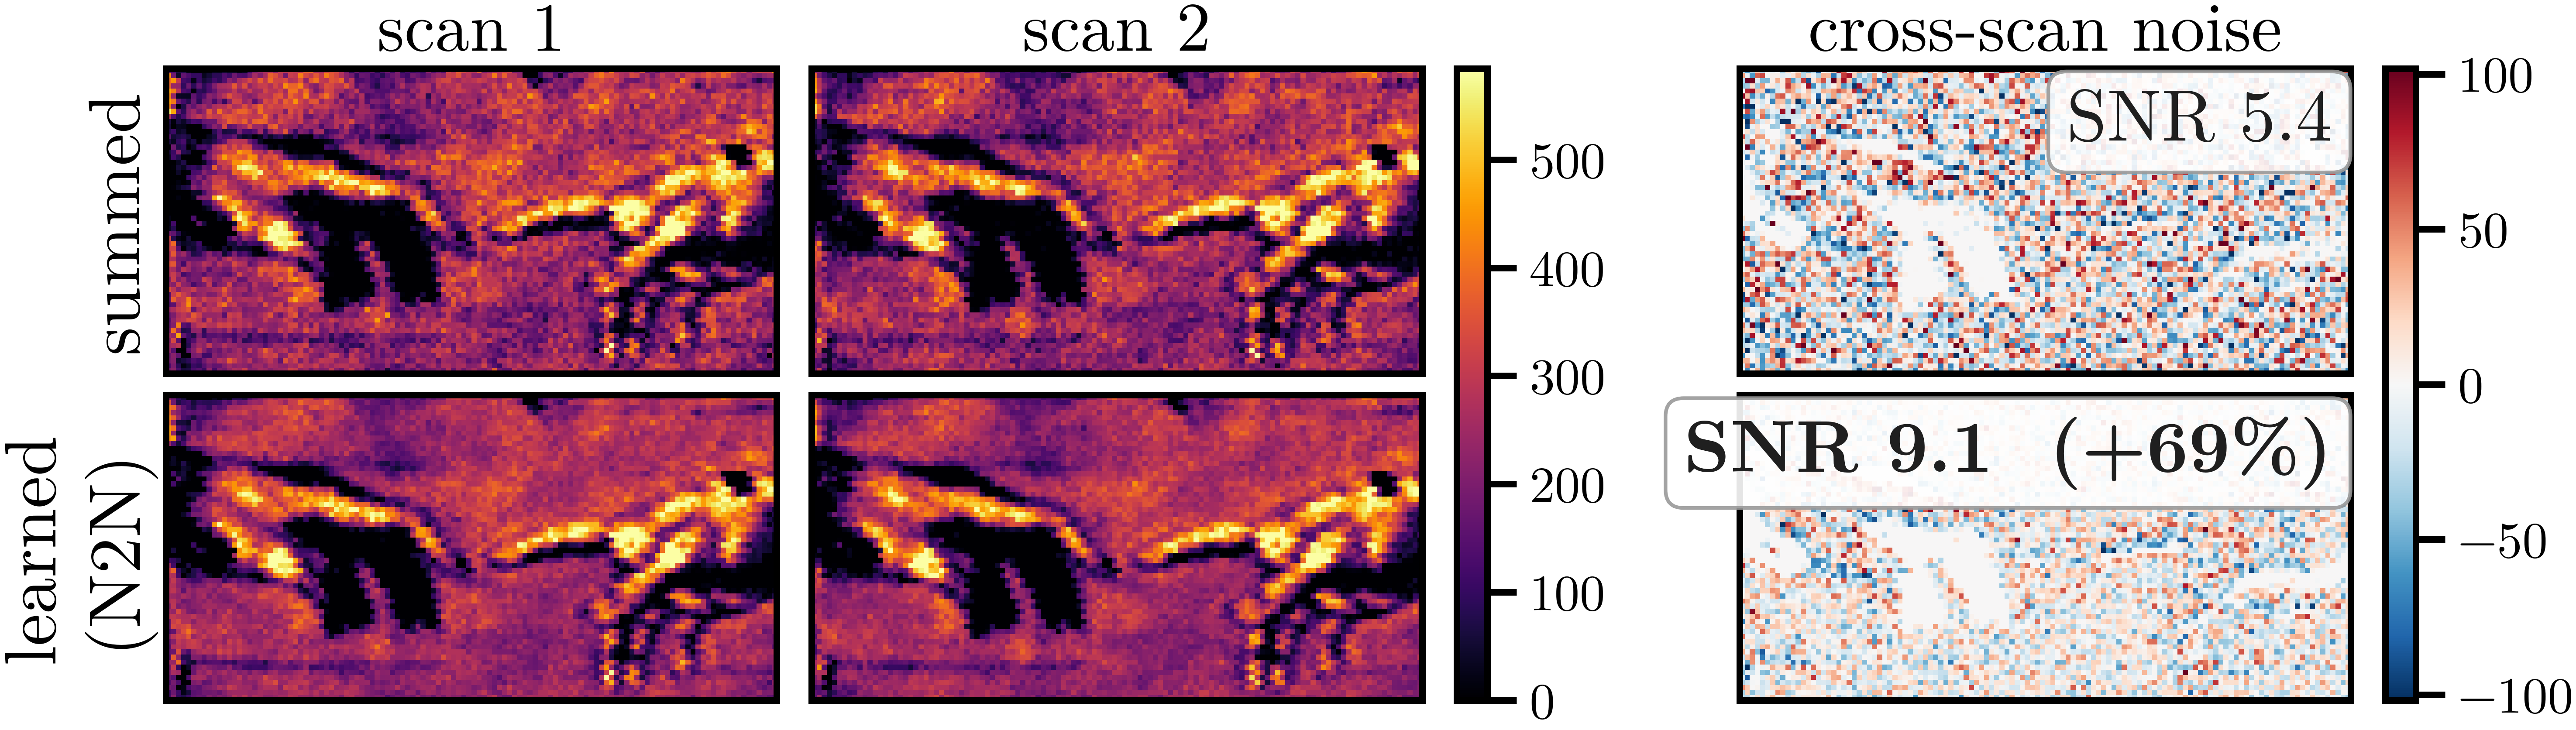 scan 1
scan 2
cross-scan noise
summed
SNR 5.4
500
400
300
200
100
0
100
50
0
−50
−100
learned
(N2N)
SNR 9.1 (+69%)